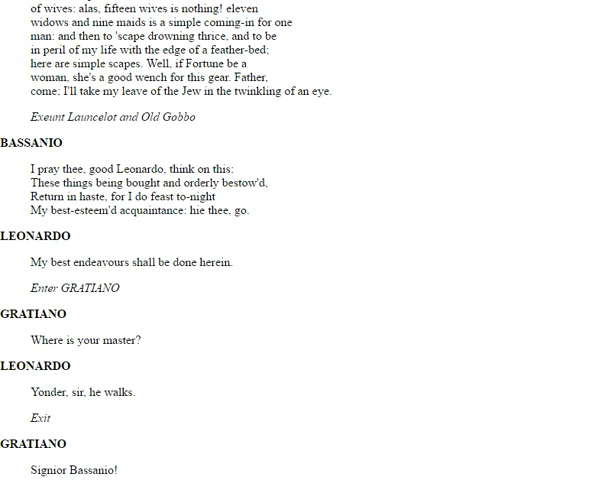 of wives: alas, fifteen wives is nothing! eleven
widows and nine maids is a simple coming-in for one
man: and then to 'scape drowning thrice, and to be
in peril of my life with the edge of a feather-bed;
here are simple scapes. Well, if Fortune be a
woman, she's a good wench for this gear. Father,
come; I'll take my leave of the Jew in the twinkling of an eye.
Exeunt Launcelot and Old Gobbo
BASSANIO
I pray thee, good Leonardo, think on this:
These things being bought and orderly bestow'd,
Return in haste, for I do feast to-night
My best-esteem'd acquaintance: hie thee, go.
LEONARDO
My best endeavours shall be done herein.
Enter GRATIANO
GRATIANO
Where is your master?
LEONARDO
Yonder, sir, he walks.
Exit
GRATIANO
Signior Bassanio!